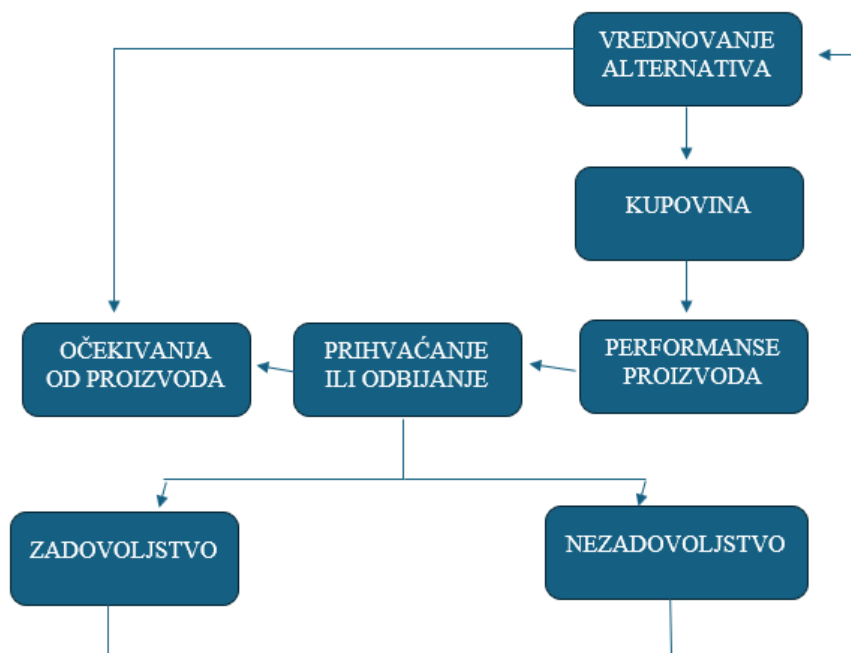 VREDNOVANJE
ALTERNATIVA
KUPOVINA
OČEKIVANJA
OD PROIZVODA
PRIHVAĆANJE
ILI ODBIJANJE
PERFORMANSE
PROIZVODA
ZADOVOLJSTVO
NEZADOVOLJSTVO